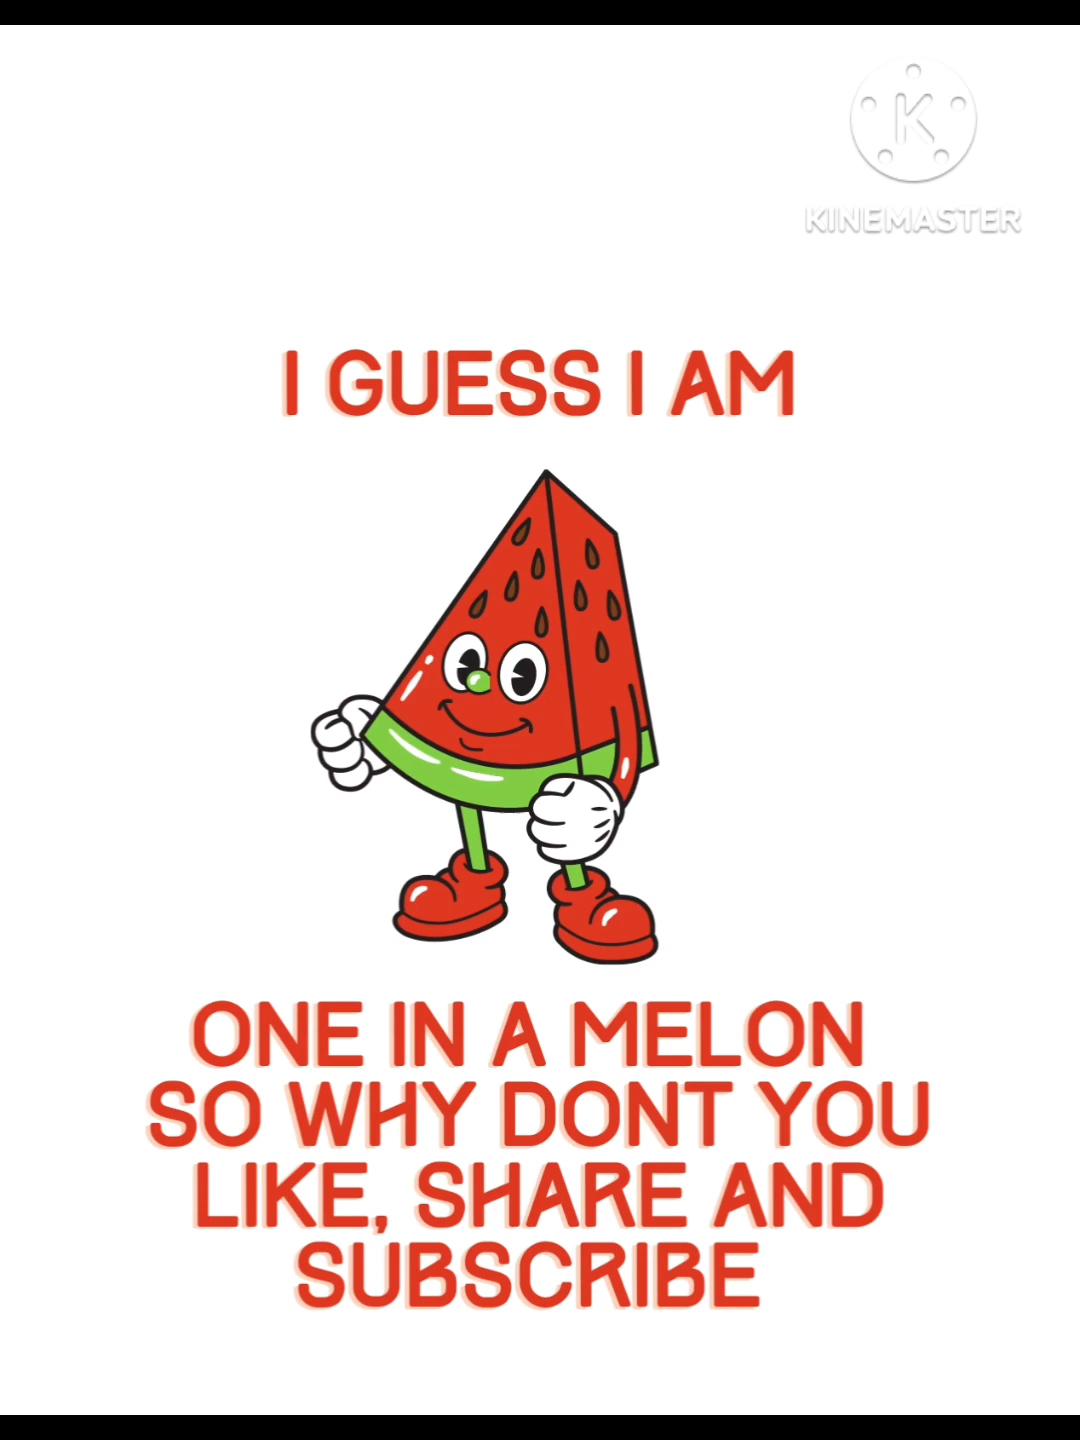 K
KINEMASTER
I GUESS I AM
ONE IN A MELON
SO WHY DONT YOU
LIKE, SHARE AND
SUBSCRIBE